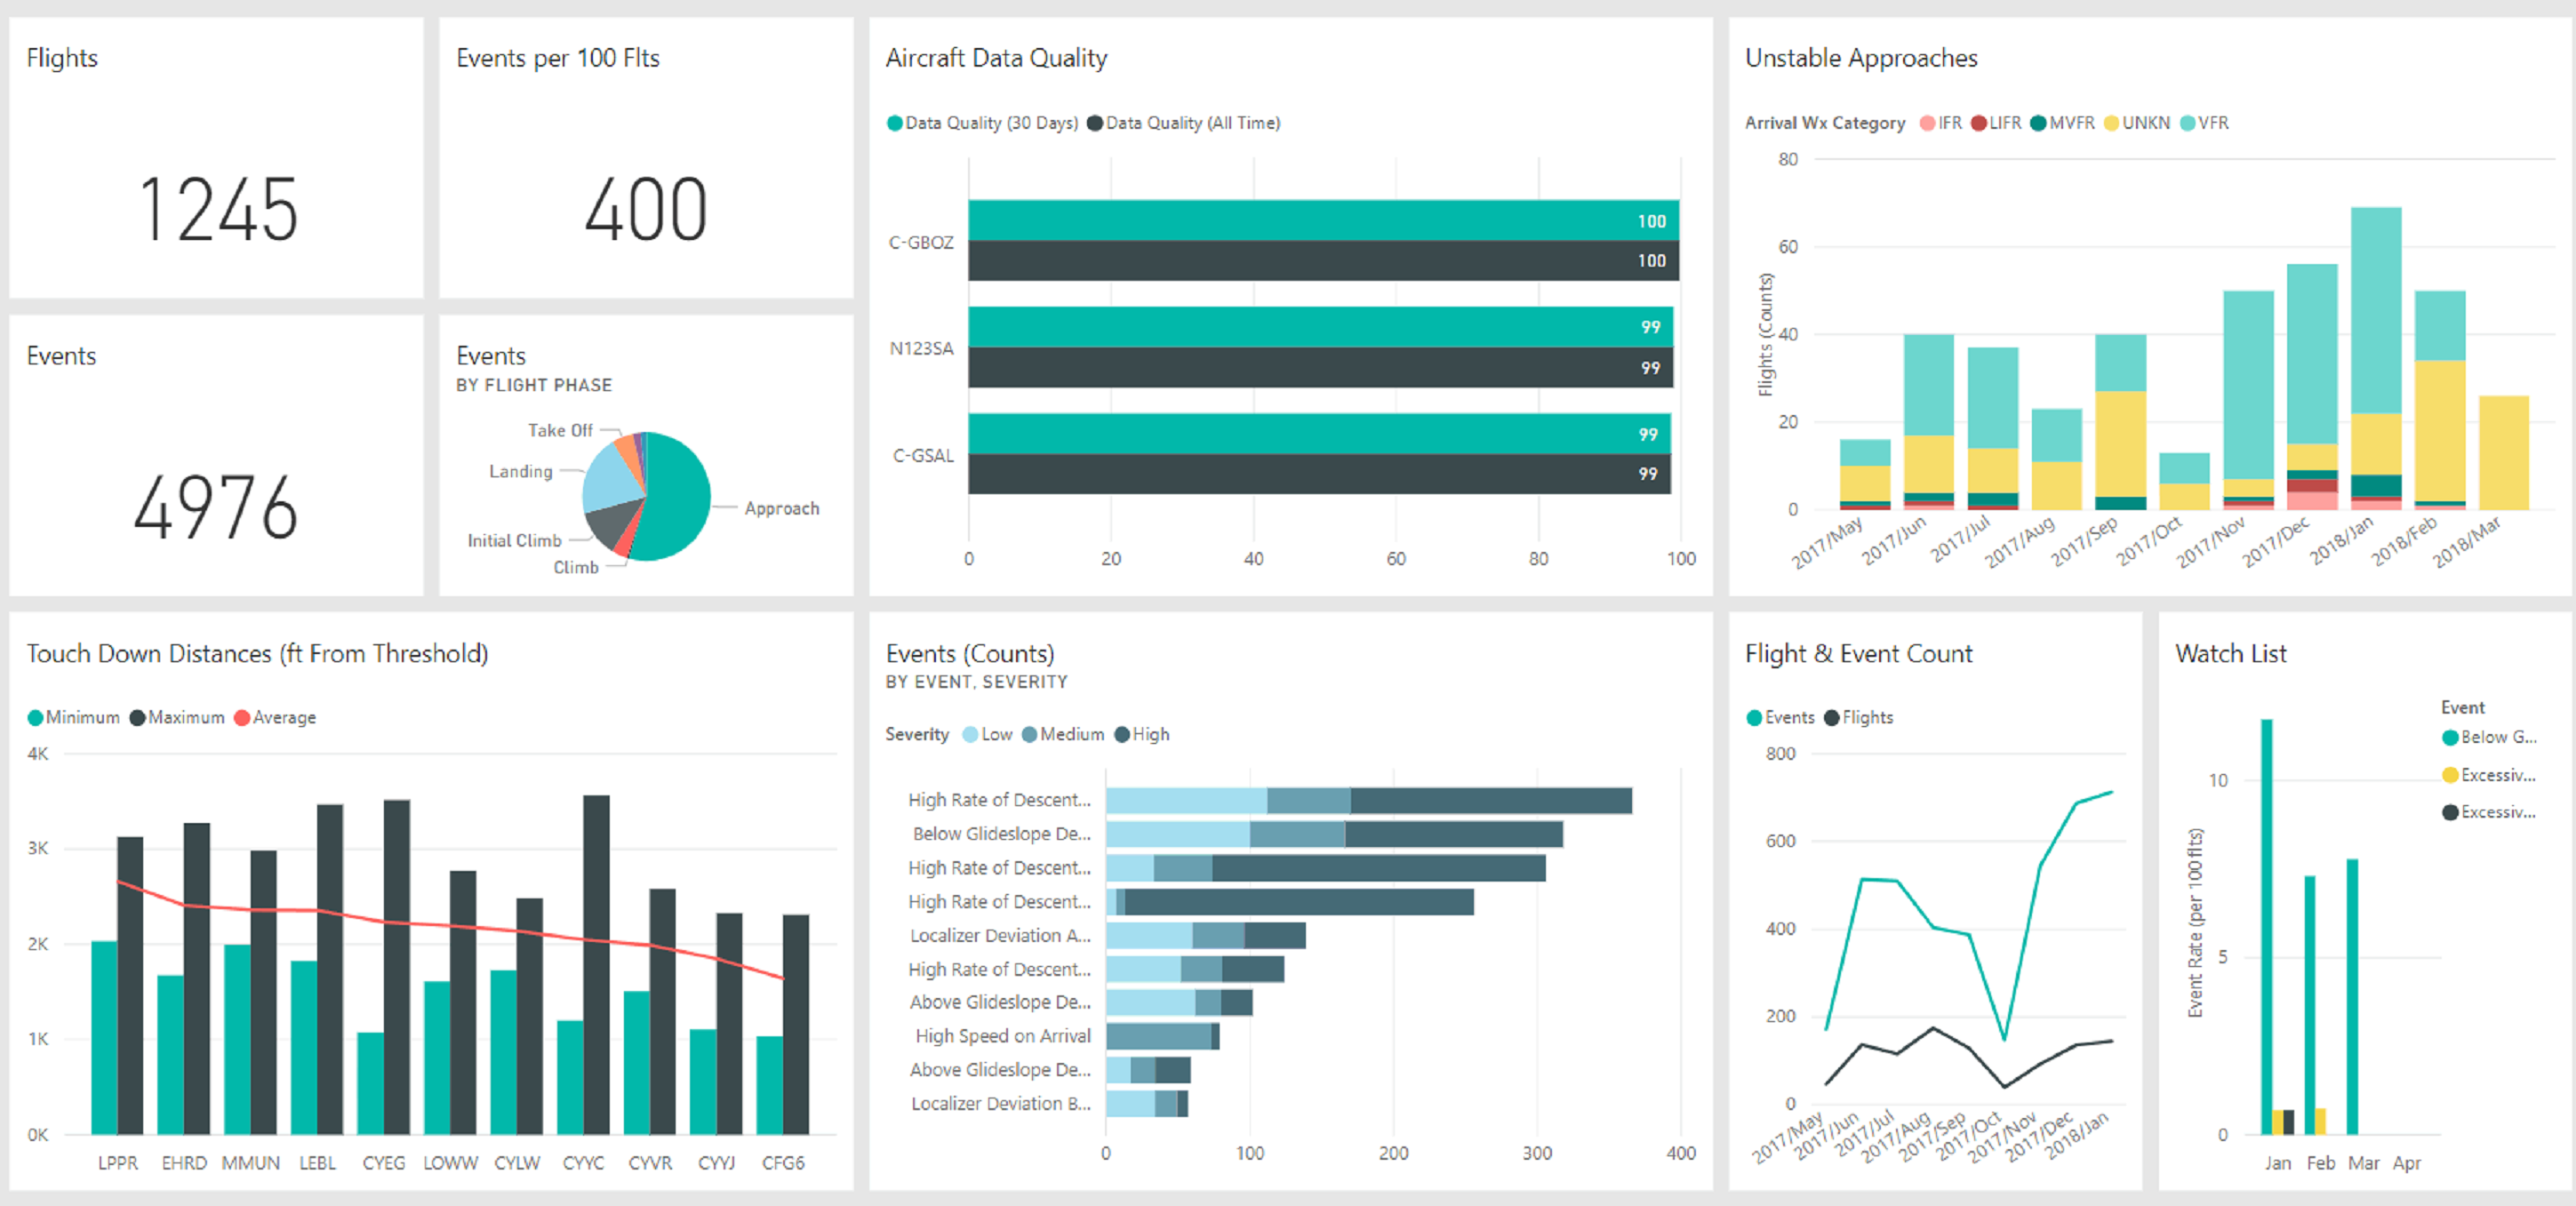 Flights
1245
Events per 100 Flts
400
Events
4976
Events
BY FLIGHT PHASE
Take Off
Landing
Initial Climb
Climb
Approach
Aircraft Data Quality
Data Quality (30 Days) Data Quality (All Time)
C-GBOZ
100
100
N123SA
99
99
C-GSAL
99
99
0 20 40 60 80 100
Unstable Approaches
Arrival Wx Category IFR LIFR MVFR UNKN VFR
Flights (Counts)
80
60
40
20
0
2017/May 2017/Jun 2017/Jul 2017/Aug 2017/Sep 2017/Oct 2017/Nov 2017/Dec 2018/Jan 2018/Feb 2018/Mar
Touch Down Distances (ft From Threshold)
Minimum Maximum Average
4K
3K
2K
1K
0K
LPPR EHRD MMUN LEBL CYEG LOWW CYLW CYYC CYVR CYYJ CFG6
Events (Counts)
BY EVENT, SEVERITY
Severity Low Medium High
High Rate of Descent...
Below Glideslope De...
High Rate of Descent...
High Rate of Descent...
Localizer Deviation A...
High Rate of Descent...
Above Glideslope De...
High Speed on Arrival
Above Glideslope De...
Localizer Deviation B...
0 100 200 300 400
Flight & Event Count
Events Flights
800
600
400
200
0
2017/May 2017/Jun 2017/Jul 2017/Aug 2017/Sep 2017/Oct 2017/Nov 2017/Dec 2018/Jan
Watch List
Event
Below G...
Excessiv...
Excessiv...
Event Rate (per 100 flts)
10
5
0
Jan Feb Mar Apr